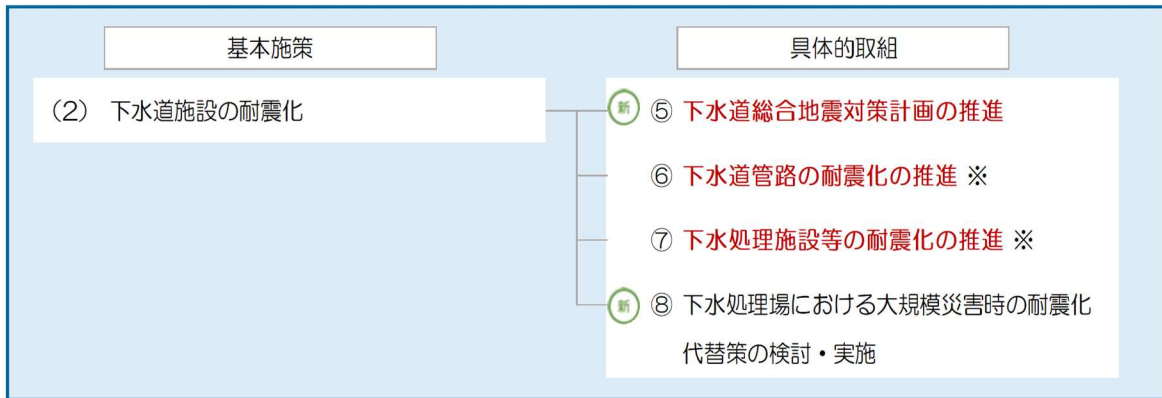 基本施策
具体的取組
（2） 下水道施設の耐震化
新 ⑤ 下水道総合地震対策計画の推進
⑥ 下水道管路の耐震化の推進 ※
⑦ 下水処理施設等の耐震化の推進 ※
新 ⑧ 下水処理場における大規模災害時の耐震化
代替策の検討・実施